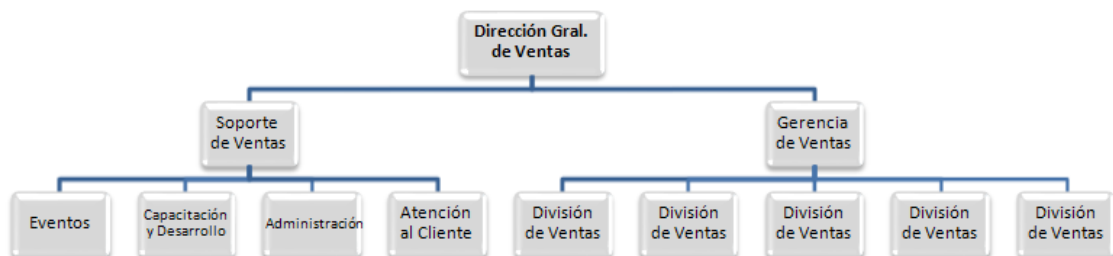 Dirección Gral.
de Ventas
Soporte
de Ventas
Gerencia
de Ventas
Eventos
Capacitación
y Desarrollo
Administración
Atención
al Cliente
División
de Ventas
División
de Ventas
División
de Ventas
División
de Ventas
División
de Ventas